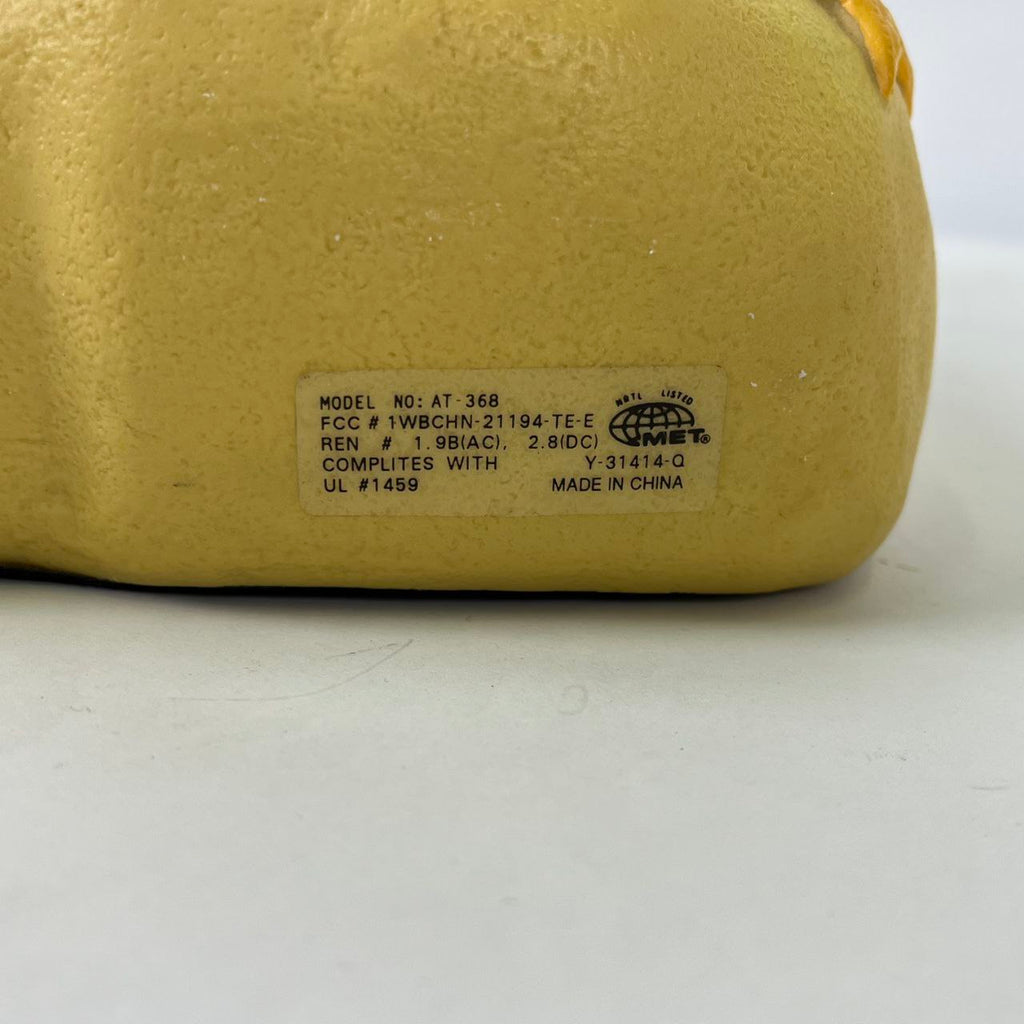 MODEL NO: AT-368
NRTL LISTED
FCC # 1WBCHN-21194-TE-E
MET®
REN # 1.9B(AC), 2.8(DC)
COMPLITES WITH Y-31414-Q
UL #1459 MADE IN CHINA